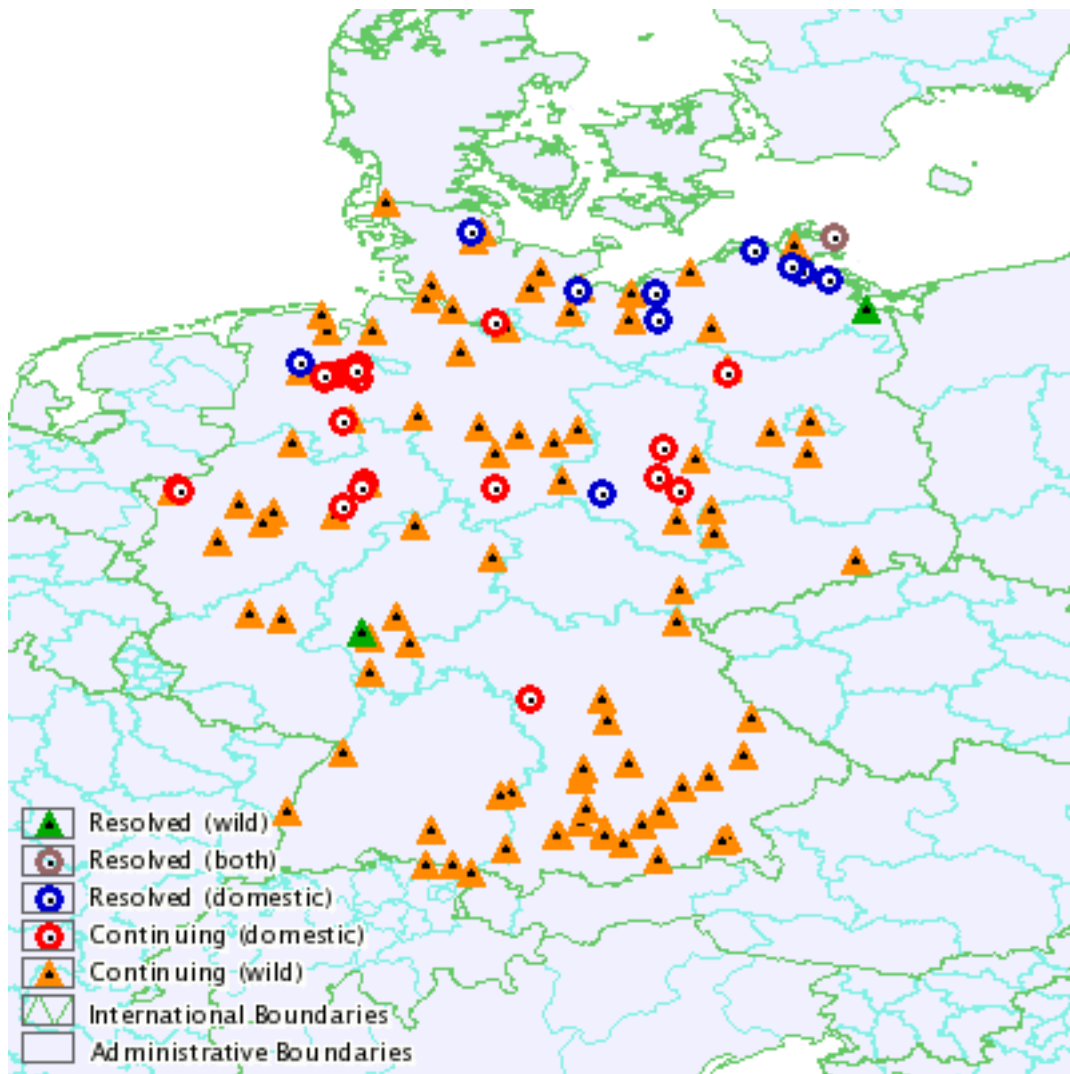 Resolved (wild)
Resolved (both)
Resolved (domestic)
Continuing (domestic)
Continuing (wild)
International Boundaries
Administrative Boundaries